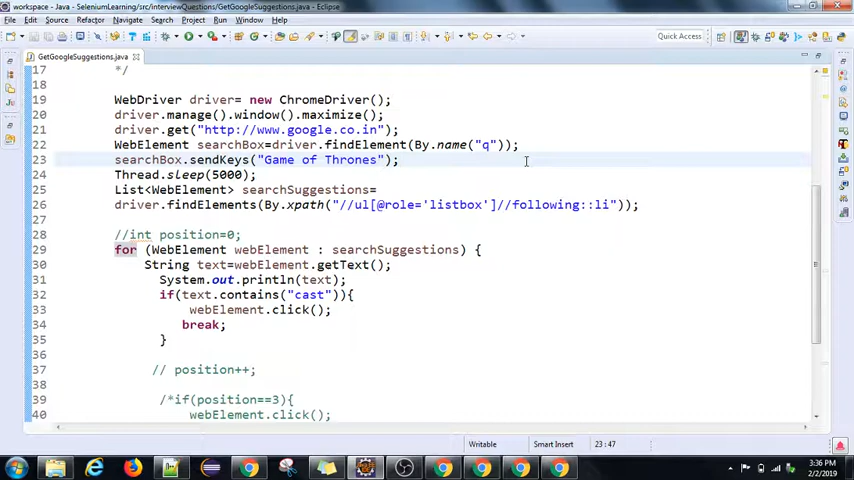 workspace - Java - SeleniumLearning/src/interviewQuestions/GetGoogleSuggestions.java - Eclipse
File Edit Source Refactor Navigate Search Project Run Window Help
Quick Access
GetGoogleSuggestions.java
17 */
18
19 WebDriver driver= new ChromeDriver();
20 driver.manage().window().maximize();
21 driver.get("http://www.google.co.in");
22 WebElement searchBox=driver.findElement(By.name("q"));
23 searchBox.sendKeys("Game of Thrones");
24 Thread.sleep(5000);
25 List<WebElement> searchSuggestions=
26 driver.findElements(By.xpath("//ul[@role='listbox']//following::li"));
27
28 //int position=0;
29 for (WebElement webElement : searchSuggestions) {
30 String text=webElement.getText();
31 System.out.println(text);
32 if(text.contains("cast")){
33 webElement.click();
34 break;
35 }
36
37 // position++;
38
39 /*if(position==3){
40 webElement.click();
Writable Smart Insert 23 : 47
3:36 PM
2/2/2019